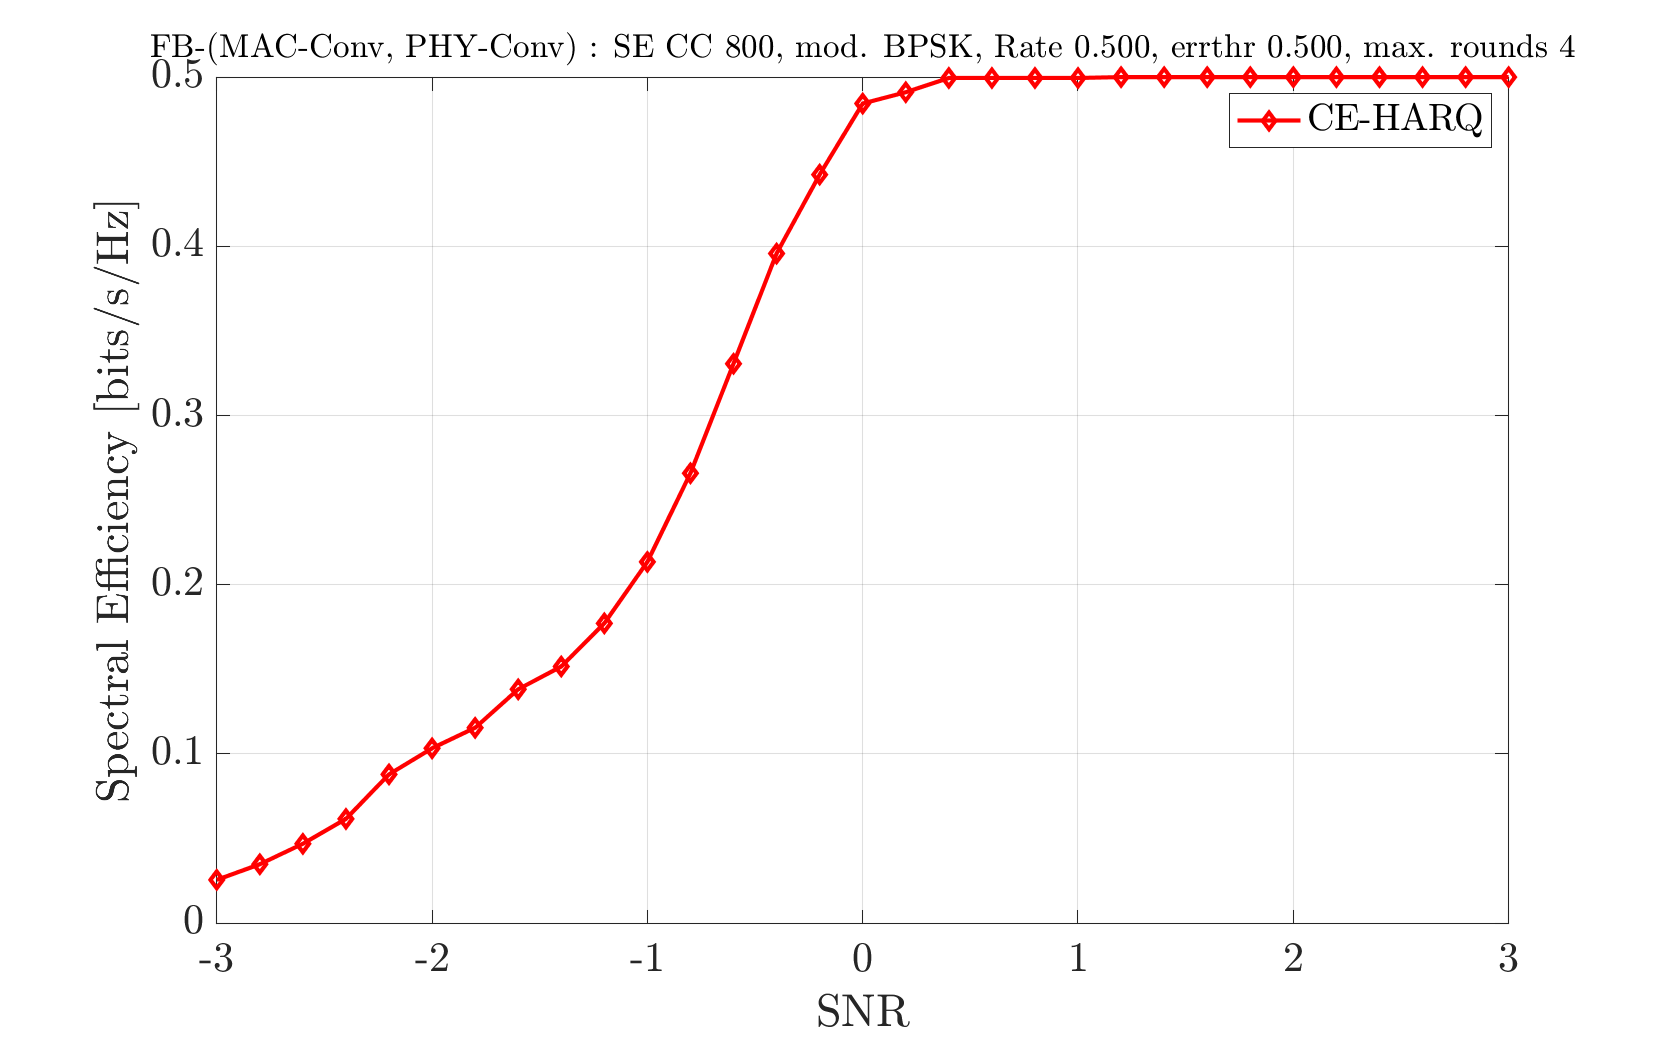 FB-(MAC-Conv, PHY-Conv) : SE CC 800, mod. BPSK, Rate 0.500, errthr 0.500, max. rounds 4
CE-HARQ
Spectral Efficiency [bits/s/Hz]
0.5
0.4
0.3
0.2
0.1
0
-3 -2 -1 0 1 2 3
SNR